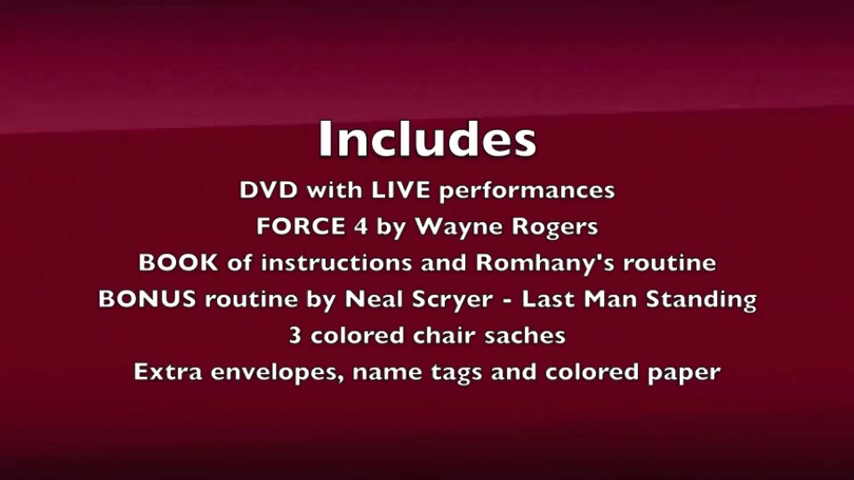 Includes
DVD with LIVE performances
FORCE 4 by Wayne Rogers
BOOK of instructions and Romhany's routine
BONUS routine by Neal Scryer - Last Man Standing
3 colored chair saches
Extra envelopes, name tags and colored paper